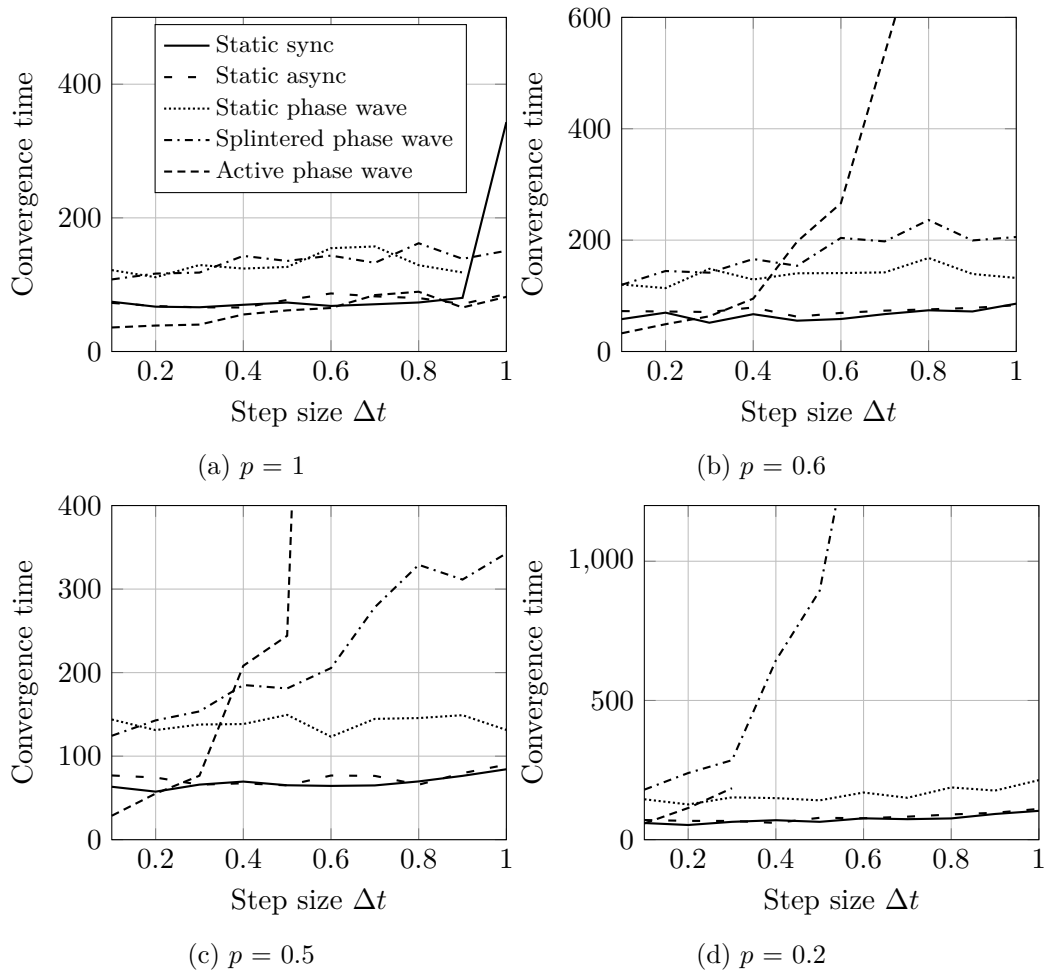 400
200
0
Convergence time
Static sync
Static async
Static phase wave
Splintered phase wave
Active phase wave
0.2 0.4 0.6 0.8 1
Step size Δt
(a) p = 1
600
400
200
0
Convergence time
0.2 0.4 0.6 0.8 1
Step size Δt
(b) p = 0.6
400
300
200
100
0
Convergence time
0.2 0.4 0.6 0.8 1
Step size Δt
(c) p = 0.5
1,000
500
0
Convergence time
0.2 0.4 0.6 0.8 1
Step size Δt
(d) p = 0.2